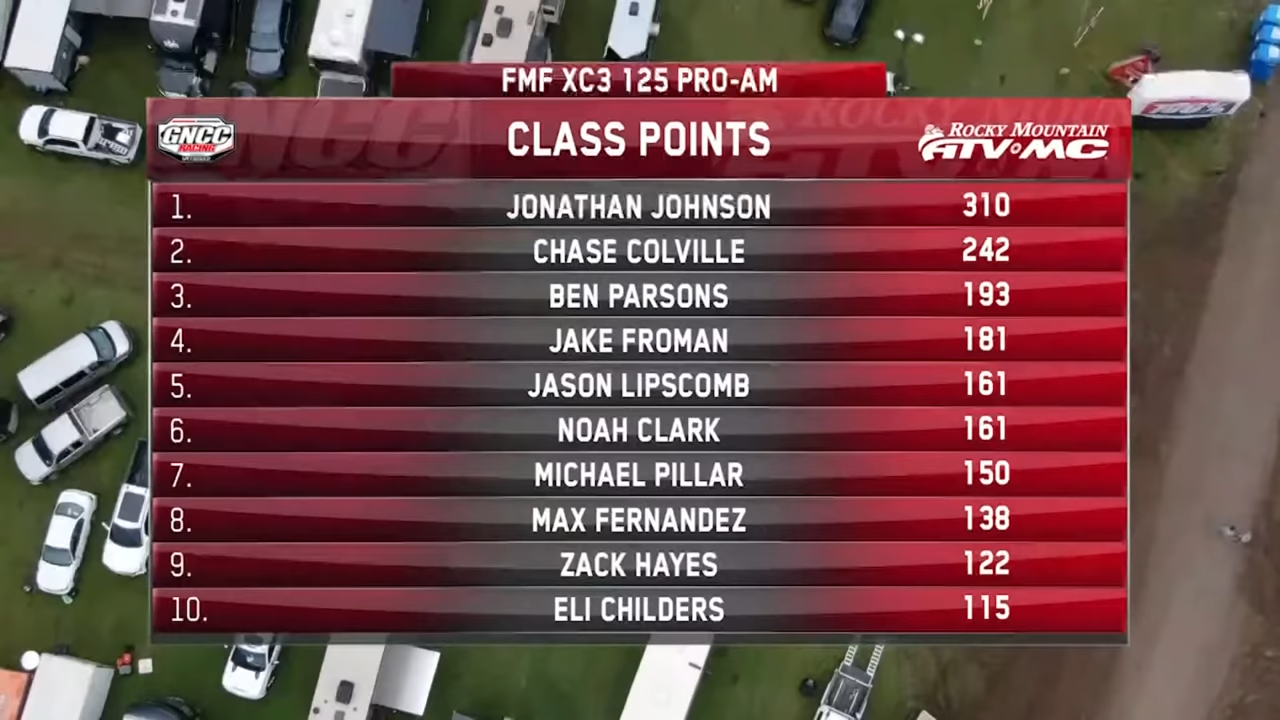 FMF XC3 125 PRO-AM
GNCC
RACING
CLASS POINTS
ROCKY MOUNTAIN
ATV MC
1. JONATHAN JOHNSON 310
2. CHASE COLVILLE 242
3. BEN PARSONS 193
4. JAKE FROMAN 181
5. JASON LIPSCOMB 161
6. NOAH CLARK 161
7. MICHAEL PILLAR 150
8. MAX FERNANDEZ 138
9. ZACK HAYES 122
10. ELI CHILDERS 115